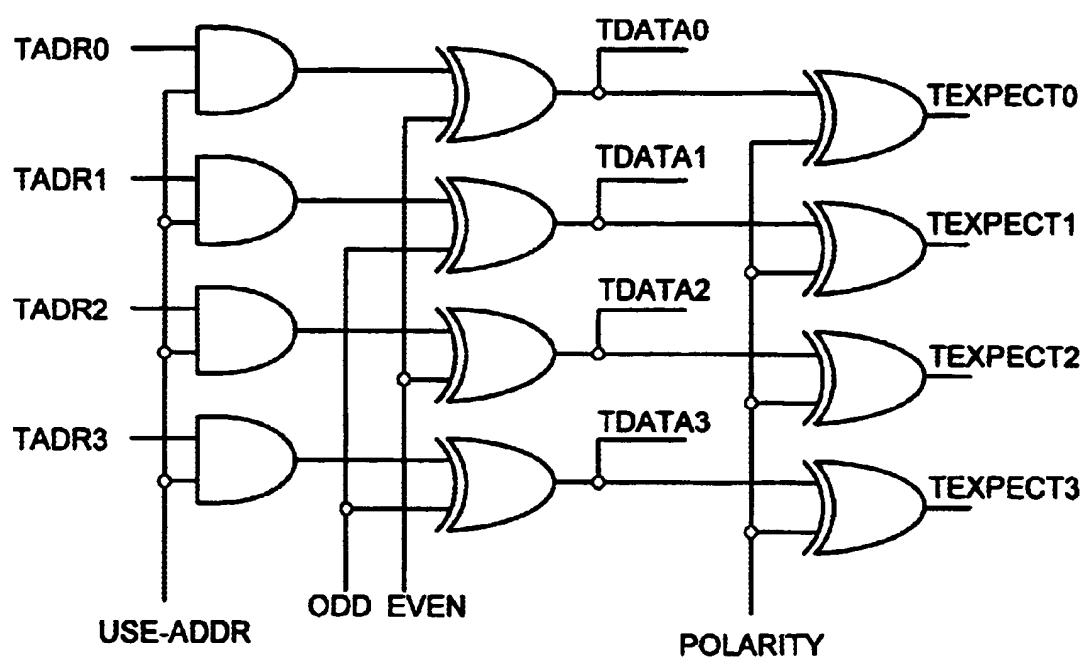 TADR0
TDATA0
TEXPECT0
TADR1
TDATA1
TEXPECT1
TADR2
TDATA2
TEXPECT2
TADR3
TDATA3
TEXPECT3
ODD EVEN
USE-ADDR
POLARITY